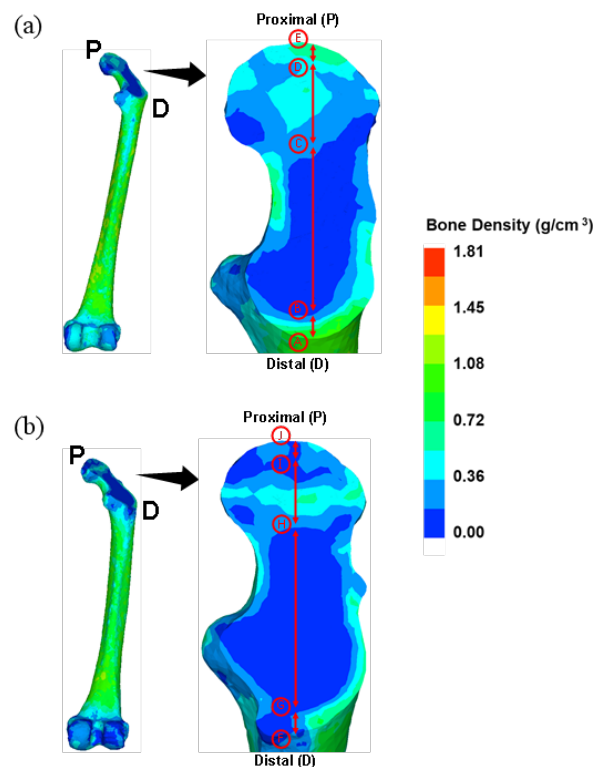 (a)
Proximal (P)
E
P
D
D
C
B
A
Distal (D)
Bone Density (g/cm³)
1.81
1.45
1.08
0.72
0.36
0.00
(b)
Proximal (P)
J
P
D
H
G
F
Distal (D)